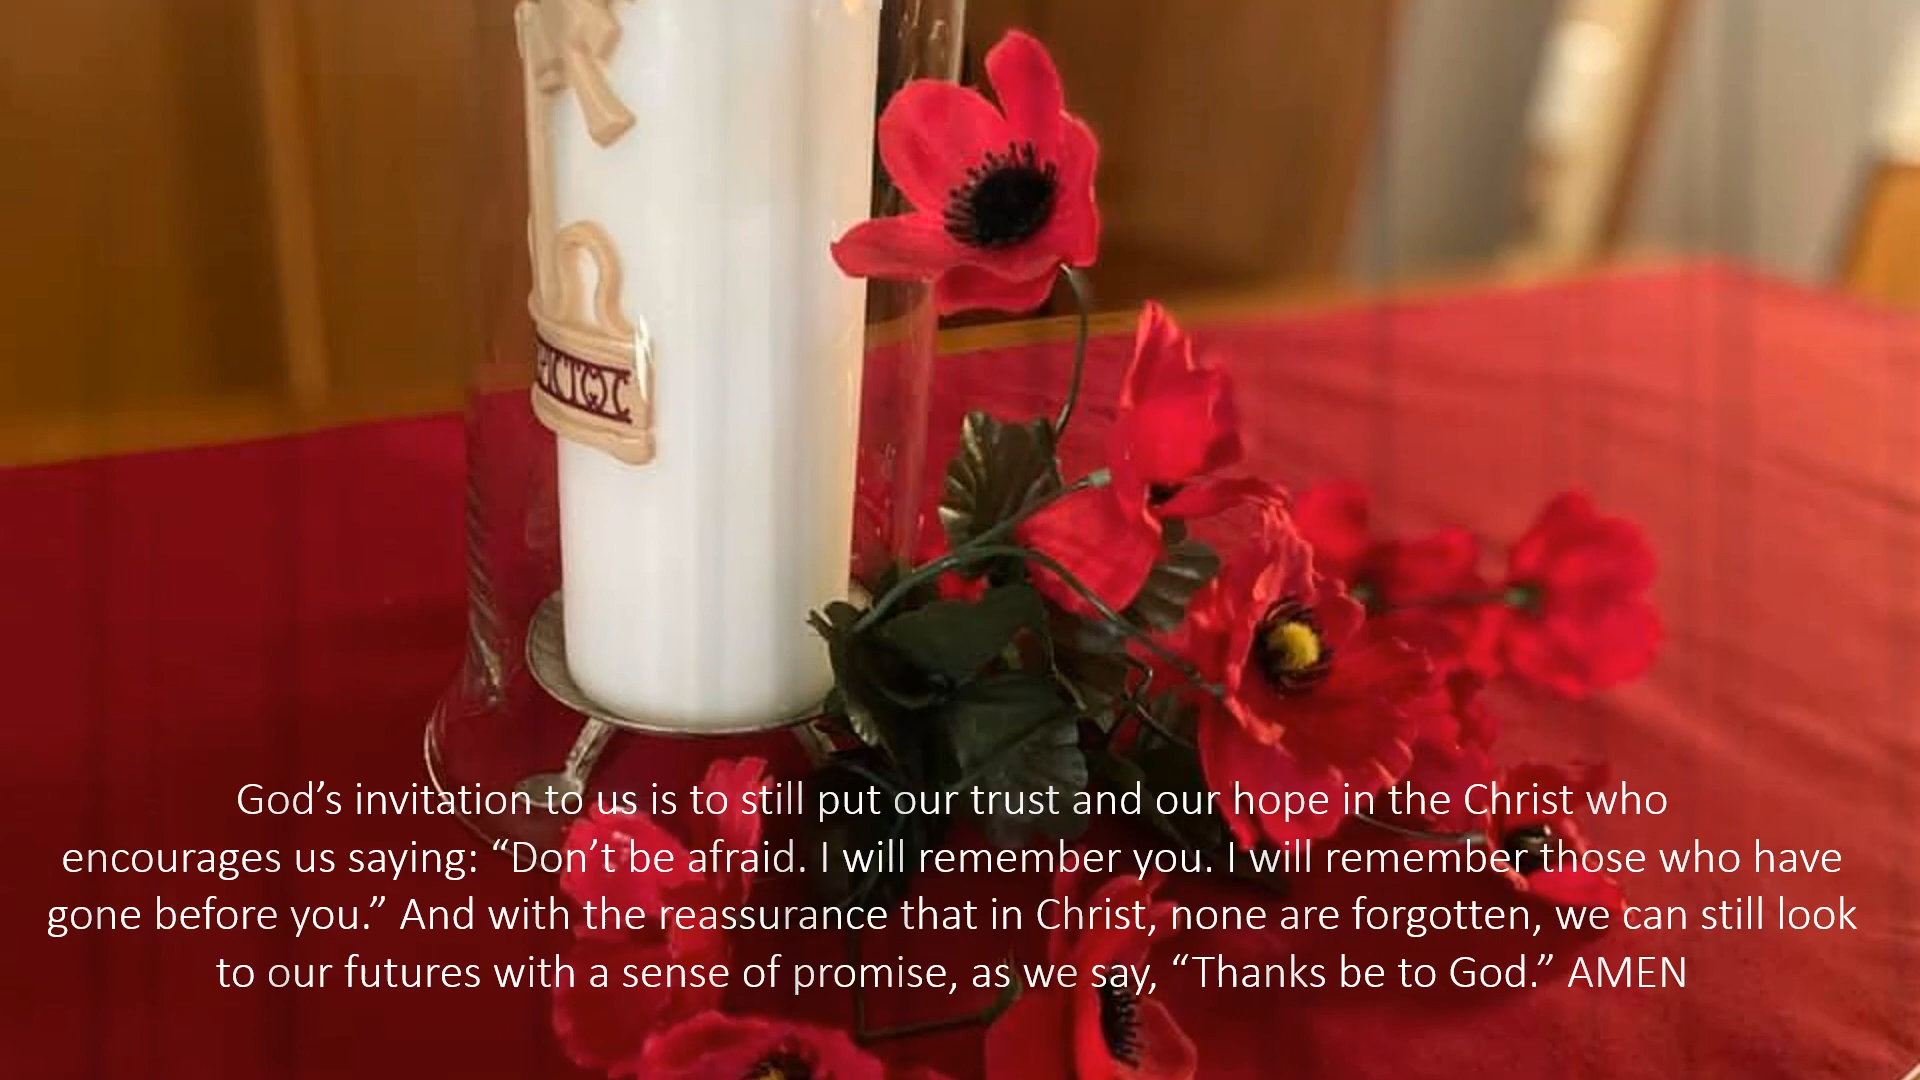 God’s invitation to us is to still put our trust and our hope in the Christ who
encourages us saying: “Don’t be afraid. I will remember you. I will remember those who have
gone before you.” And with the reassurance that in Christ, none are forgotten, we can still look
to our futures with a sense of promise, as we say, “Thanks be to God.” AMEN